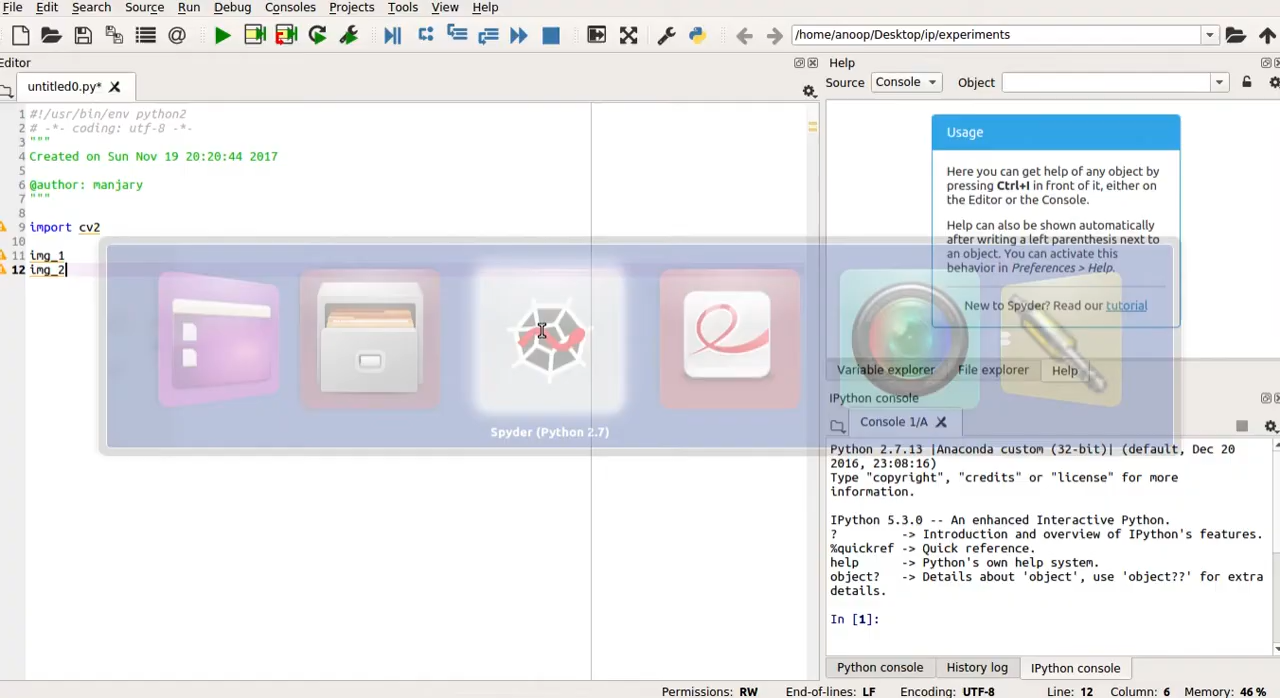 File Edit Search Source Run Debug Consoles Projects Tools View Help
/home/anoop/Desktop/ip/experiments
Editor
untitled0.py*
1 #!/usr/bin/env python2
2 # -*- coding: utf-8 -*-
3 """
4 Created on Sun Nov 19 20:20:44 2017
5
6 @author: manjary
7 """
8
9 import cv2
10
11 img_1
12 img_2
Help
Source Console Object
Usage
Here you can get help of any object by
pressing Ctrl+I in front of it, either on
the Editor or the Console.
Help can also be shown automatically
after writing a left parenthesis next to
an object. You can activate this
behavior in Preferences > Help.
New to Spyder? Read our tutorial
Spyder (Python 2.7)
Variable explorer File explorer Help
IPython console
Console 1/A
Python 2.7.13 |Anaconda custom (32-bit)| (default, Dec 20
2016, 23:08:16)
Type "copyright", "credits" or "license" for more
information.
IPython 5.3.0 -- An enhanced Interactive Python.
? -> Introduction and overview of IPython's features.
%quickref -> Quick reference.
help -> Python's own help system.
object? -> Details about 'object', use 'object??' for extra
details.
In [1]:
Python console History log IPython console
Permissions: RW End-of-lines: LF Encoding: UTF-8 Line: 12 Column: 6 Memory: 46 %